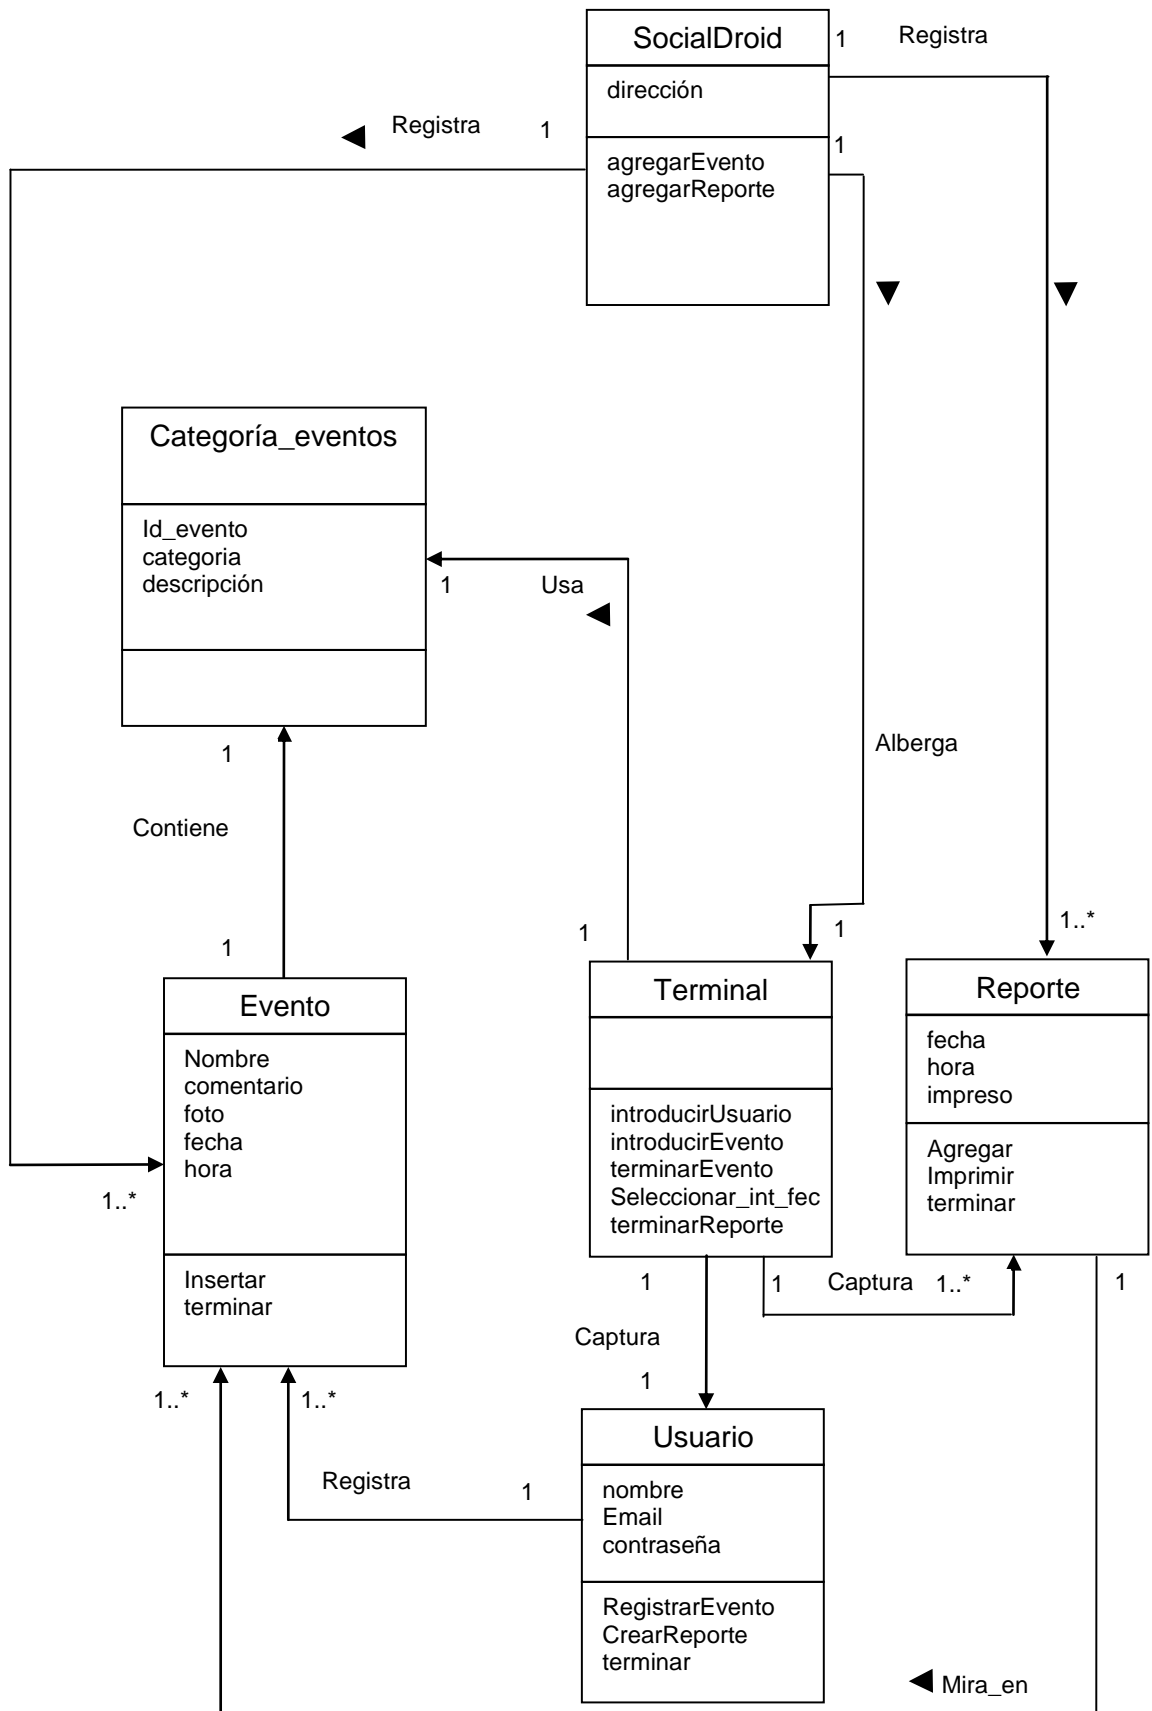 SocialDroid
1
Registra
dirección
Registra
1
1
agregarEvento
agregarReporte
Categoría_eventos
Id_evento
categoria
descripción
1
Usa
1
Alberga
Contiene
1
1
1
1..*
Evento
Terminal
Reporte
Nombre
comentario
foto
fecha
hora
fecha
hora
impreso
introducirUsuario
introducirEvento
terminarEvento
Seleccionar_int_fec
terminarReporte
Agregar
Imprimir
terminar
1..*
Insertar
terminar
1
1
Captura
1..*
1
Captura
1
1..*
1..*
Usuario
Registra
1
nombre
Email
contraseña
RegistrarEvento
CrearReporte
terminar
Mira_en